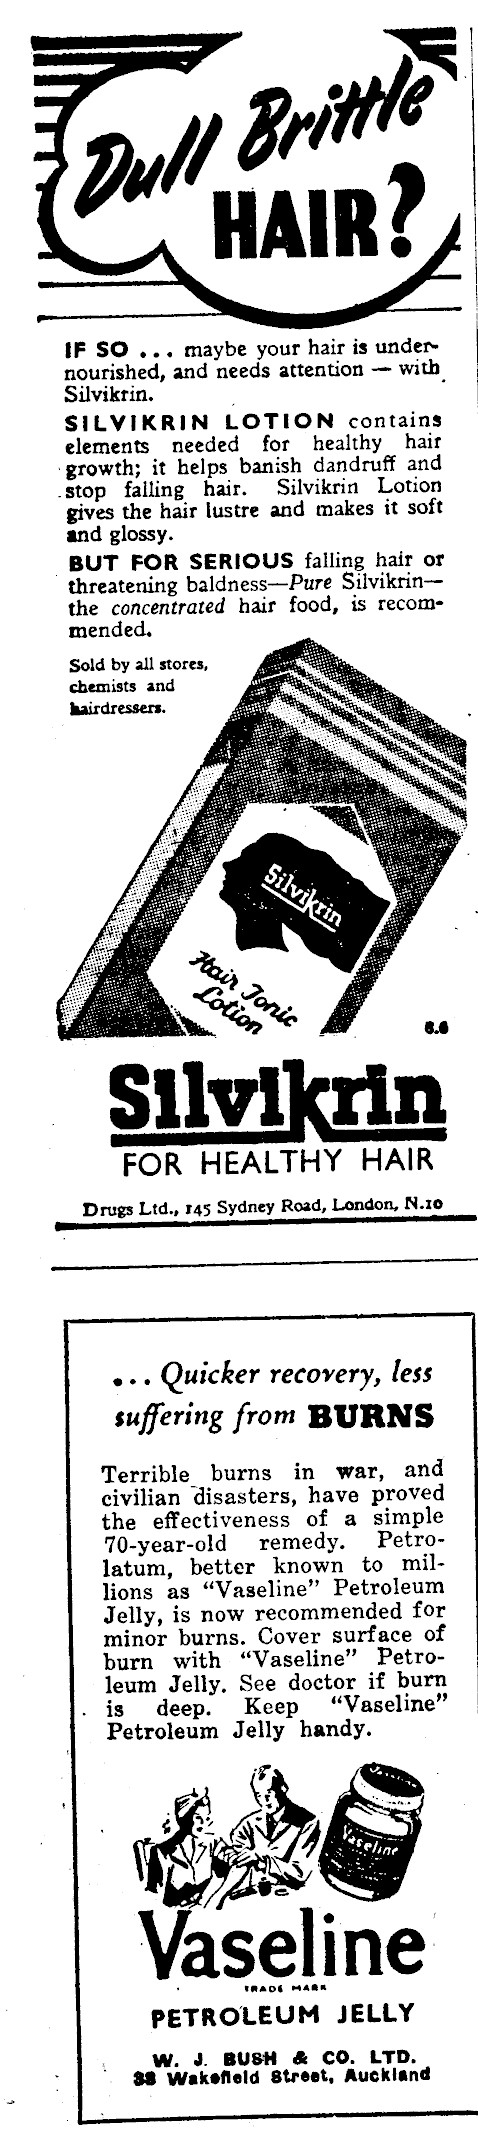 Dull Brittle
HAIR?
IF SO ... maybe your hair is under-
nourished, and needs attention — with
Silvikrin.
SILVIKRIN LOTION contains
elements needed for healthy hair
growth; it helps banish dandruff and
stop falling hair. Silvikrin Lotion
gives the hair lustre and makes it soft
and glossy.
BUT FOR SERIOUS falling hair or
threatening baldness—Pure Silvikrin—
the concentrated hair food, is recom-
mended.
Sold by all stores,
chemists and
hairdressers.
Silvikrin
Hair Tonic
Lotion
6.6
Silvikrin
FOR HEALTHY HAIR
Drugs Ltd., 145 Sydney Road, London, N.10
... Quicker recovery, less
suffering from BURNS
Terrible burns in war, and
civilian disasters, have proved
the effectiveness of a simple
70-year-old remedy. Petro-
latum, better known to mil-
lions as "Vaseline" Petroleum
Jelly, is now recommended for
minor burns. Cover surface of
burn with "Vaseline" Petro-
leum Jelly. See doctor if burn
is deep. Keep "Vaseline"
Petroleum Jelly handy.
Vaseline
Vaseline
Vaseline
TRADE MARK
PETROLEUM JELLY
W. J. BUSH & CO. LTD.
38 Wakefield Street, Auckland